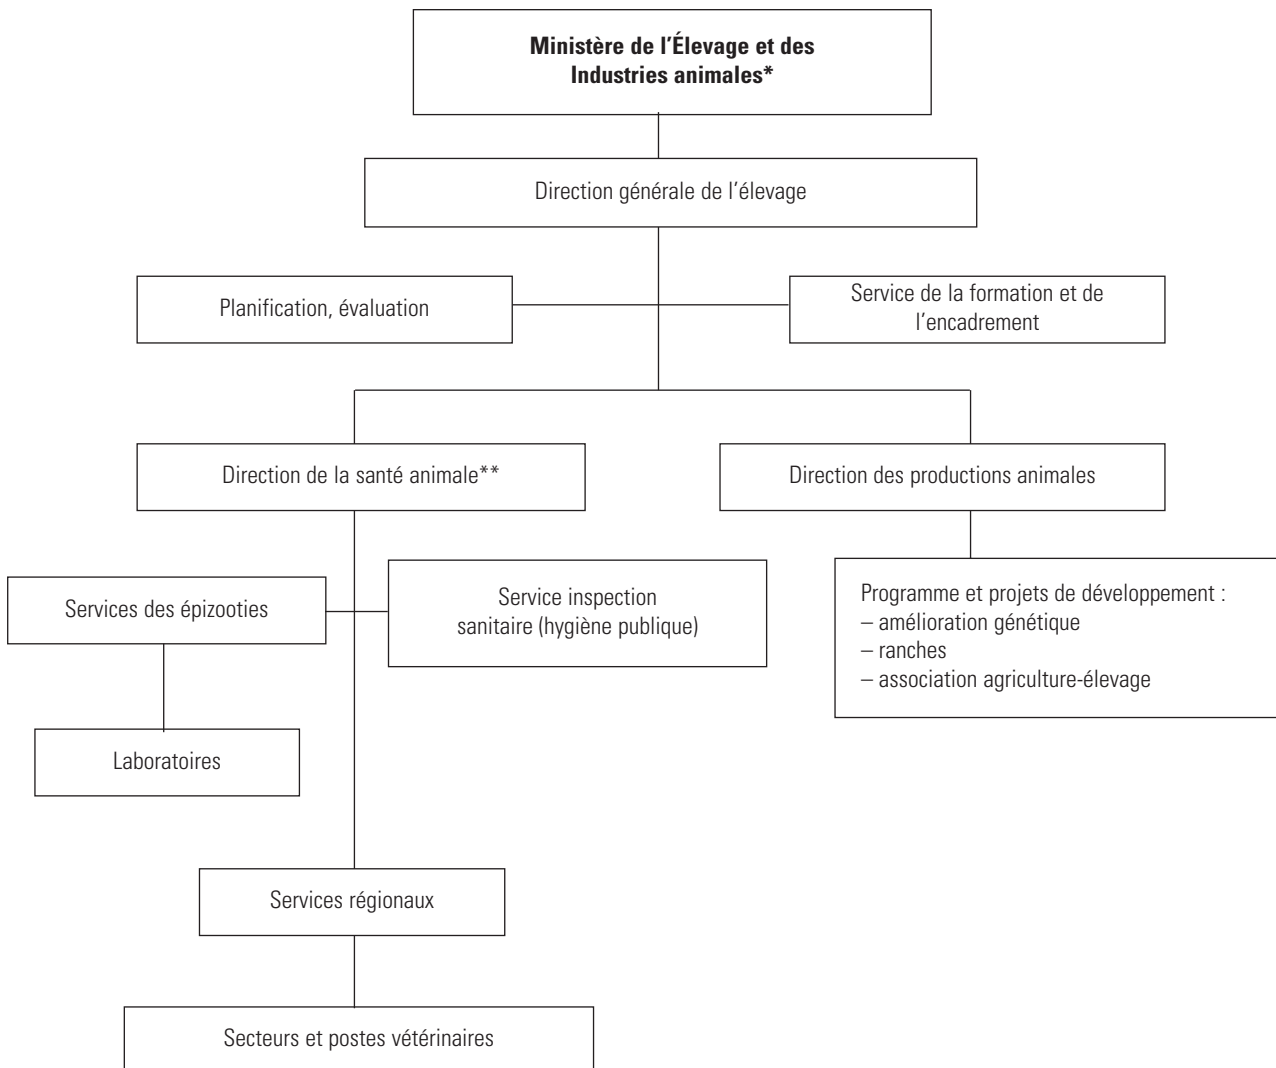 Ministère de l'Élevage et des
Industries animales*
Direction générale de l'élevage
Planification, évaluation
Service de la formation et de
l'encadrement
Direction de la santé animale**
Direction des productions animales
Services des épizooties
Service inspection
sanitaire (hygiène publique)
Programme et projets de développement :
– amélioration génétique
– ranches
– association agriculture-élevage
Laboratoires
Services régionaux
Secteurs et postes vétérinaires